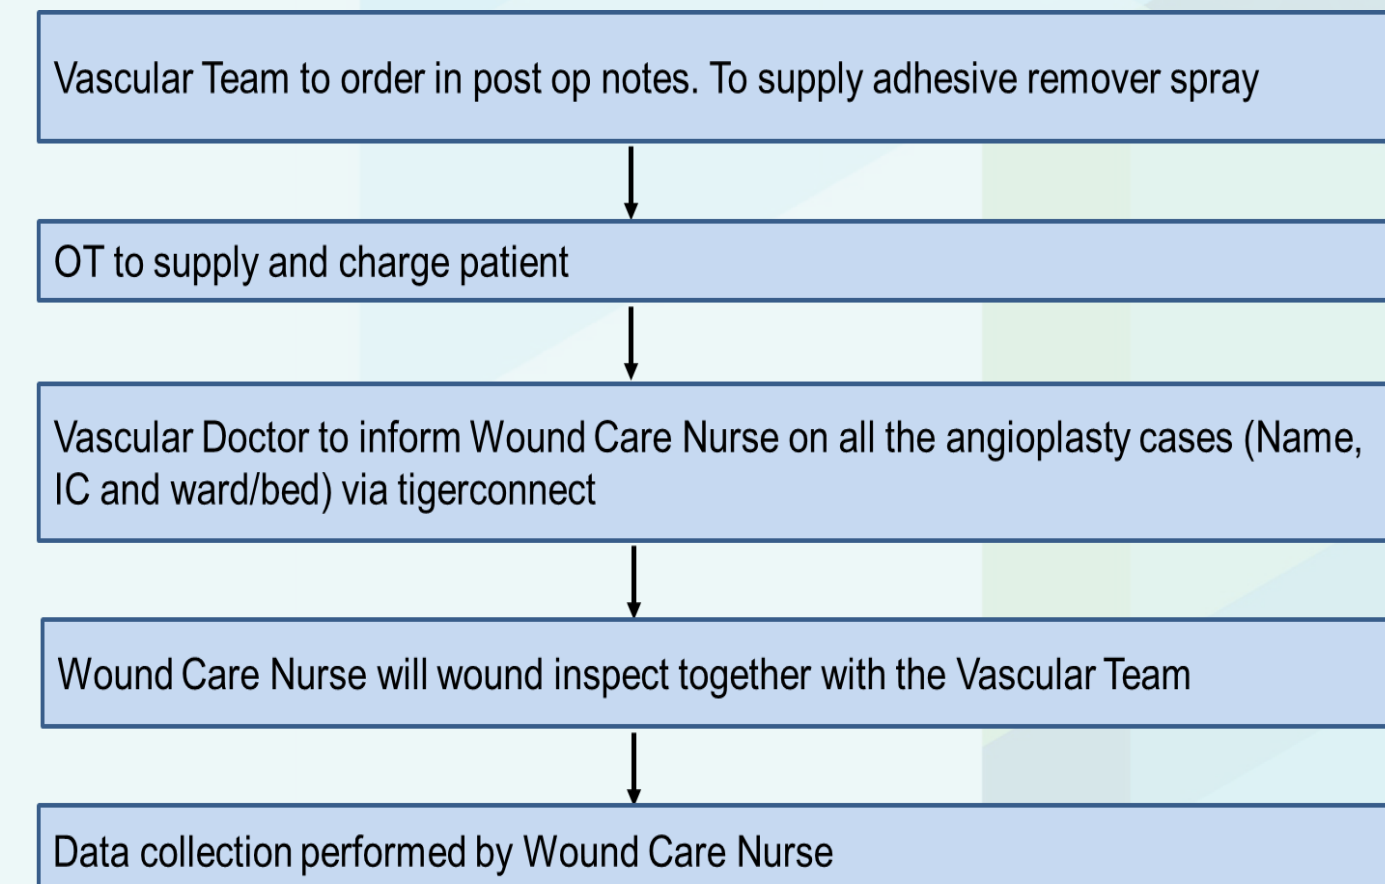 Vascular Team to order in post op notes. To supply adhesive remover spray
OT to supply and charge patient
Vascular Doctor to inform Wound Care Nurse on all the angioplasty cases (Name,
IC and ward/bed) via tigerconnect
Wound Care Nurse will wound inspect together with the Vascular Team
Data collection performed by Wound Care Nurse